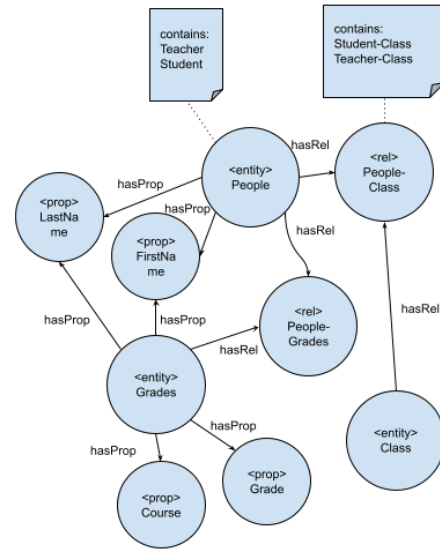 contains:
Teacher
Student
contains:
Student-Class
Teacher-Class
<entity>
People
hasRel
<rel>
People-
Class
hasProp
hasProp
<prop>
LastNa
me
<prop>
FirstNa
me
hasRel
hasProp
hasProp
hasRel
<rel>
People-
Grades
hasRel
<entity>
Grades
hasProp
hasProp
<entity>
Class
<prop>
Grade
<prop>
Course